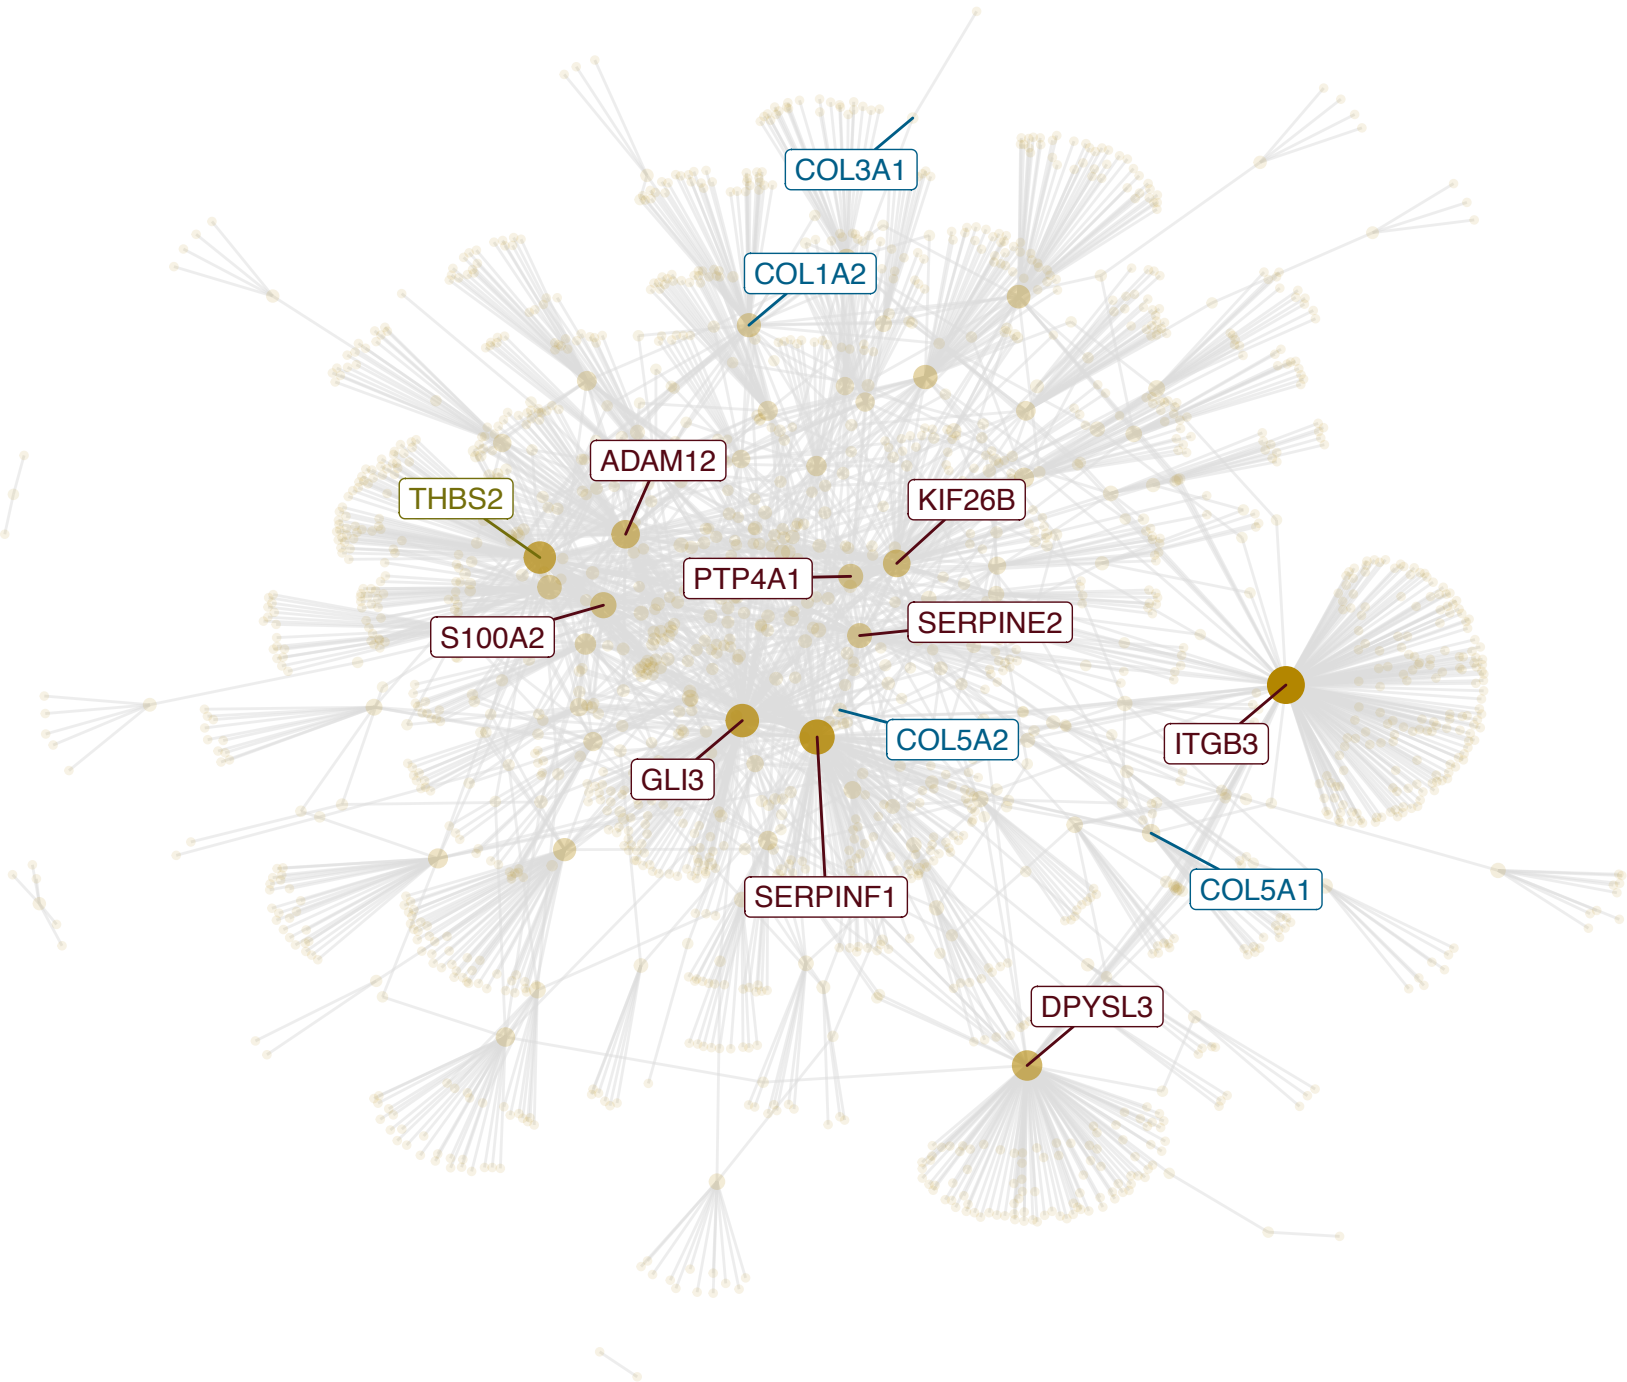 COL3A1
COL1A2
ADAM12
THBS2
KIF26B
PTP4A1
SERPINE2
S100A2
COL5A2
ITGB3
GLI3
COL5A1
SERPINF1
DPYSL3